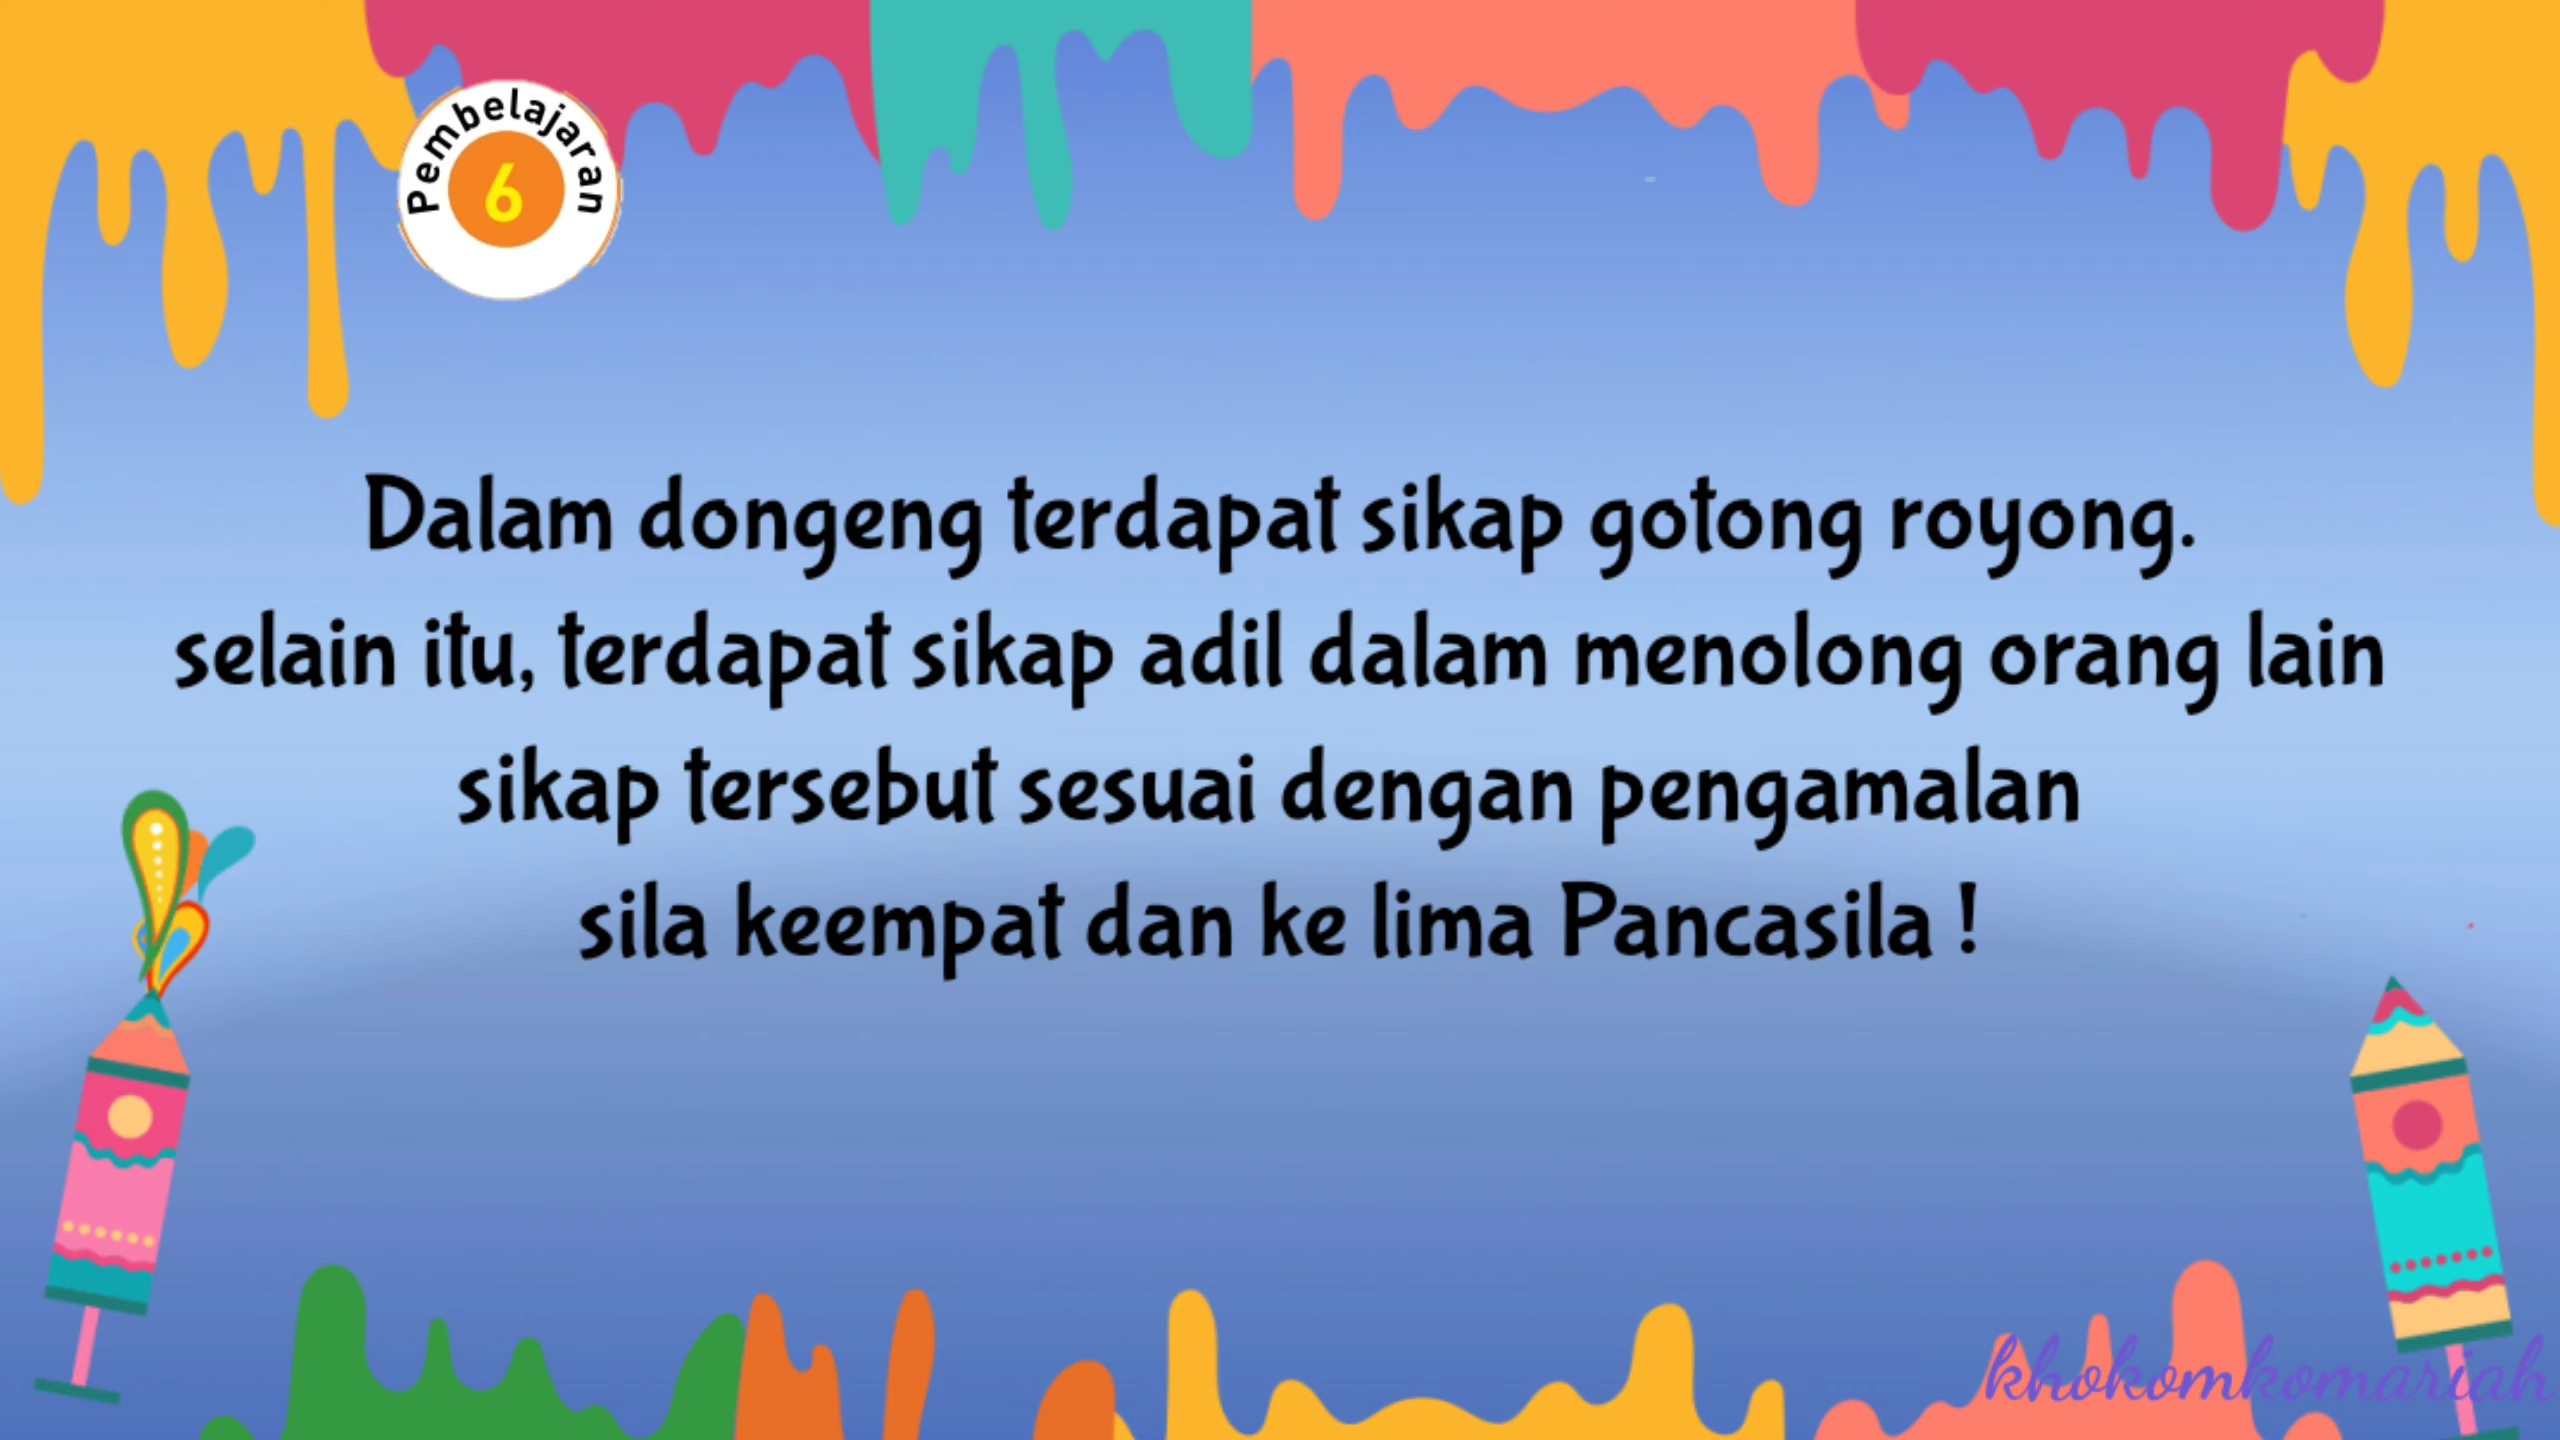 Pembelajaran
6
Dalam dongeng terdapat sikap gotong royong.
selain itu, terdapat sikap adil dalam menolong orang lain
sikap tersebut sesuai dengan pengamalan
sila keempat dan ke lima Pancasila !
khokomkomariah